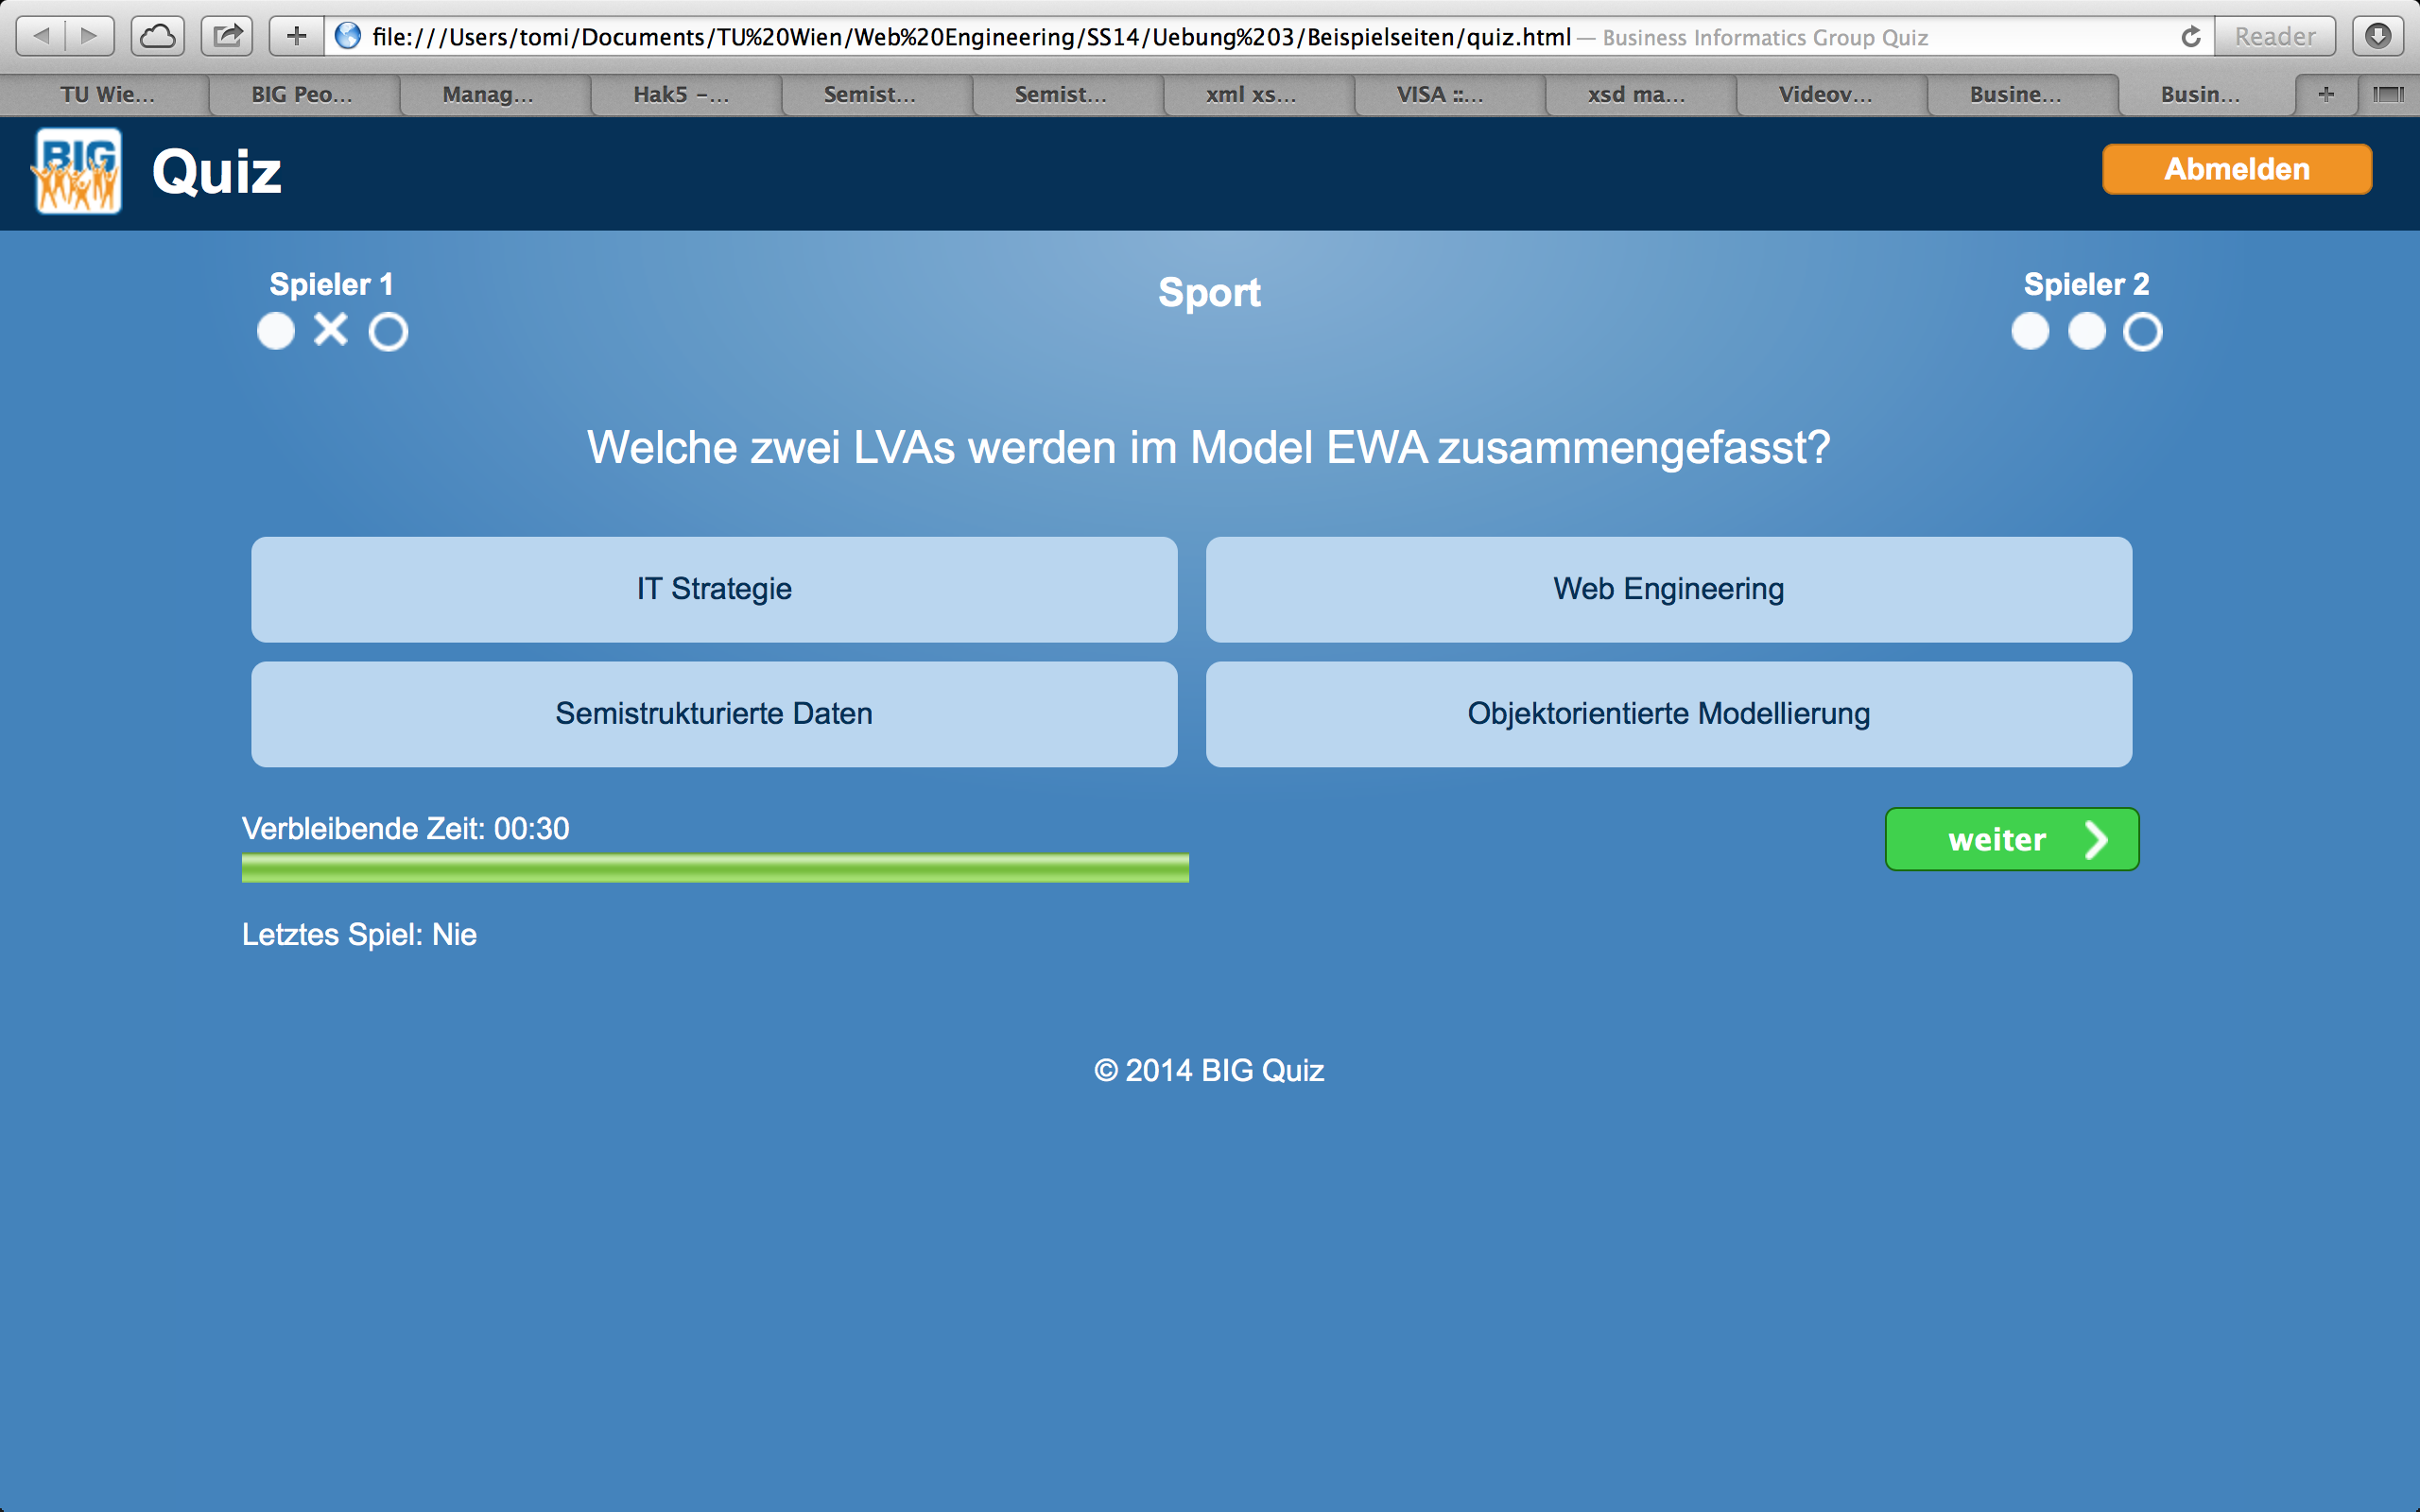 file:///Users/tomi/Documents/TU%20Wien/Web%20Engineering/SS14/Uebung%203/Beispielseiten/quiz.html — Business Informatics Group Quiz
Reader
TU Wie...
BIG Peo...
Manag...
Hak5 –...
Semist...
Semist...
xml xs...
VISA ::...
xsd ma...
Videov...
Busine...
Busin...
BIG
Quiz
Abmelden
Spieler 1
Sport
Spieler 2
Welche zwei LVAs werden im Model EWA zusammengefasst?
IT Strategie
Web Engineering
Semistrukturierte Daten
Objektorientierte Modellierung
Verbleibende Zeit: 00:30
weiter
Letztes Spiel: Nie
© 2014 BIG Quiz